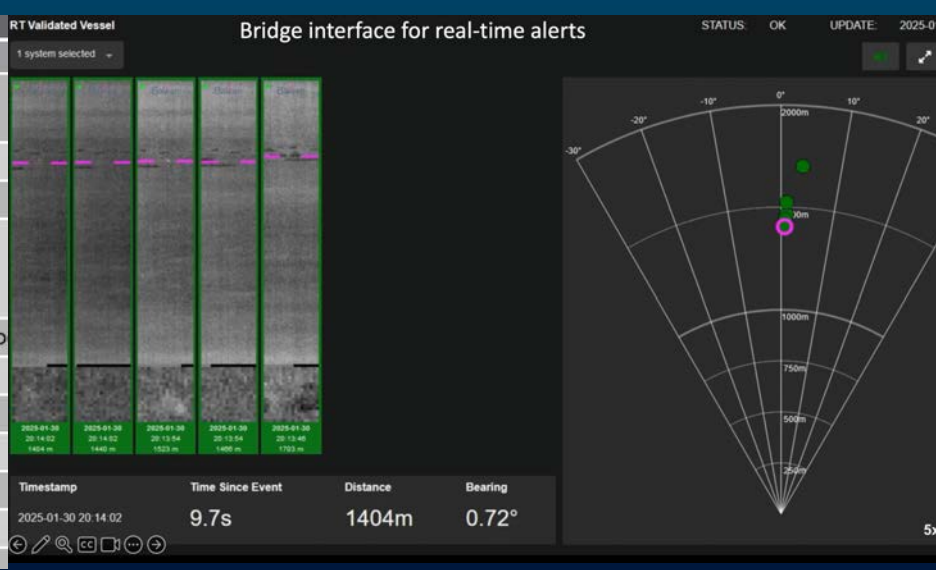 RT Validated Vessel
Bridge interface for real-time alerts
STATUS: OK UPDATE: 2025-0
1 system selected
2025-01-30
20:14:02
1404 m
2025-01-30
20:14:02
1440 m
2025-01-30
20:13:54
1523 m
2025-01-30
20:13:54
1466 m
2025-01-30
20:13:46
1703 m
-30°
-20°
-10°
0°
10°
20°
2000m
00m
1000m
750m
500m
250m
5x
Timestamp Time Since Event Distance Bearing
2025-01-30 20:14:02 9.7s 1404m 0.72°
CC